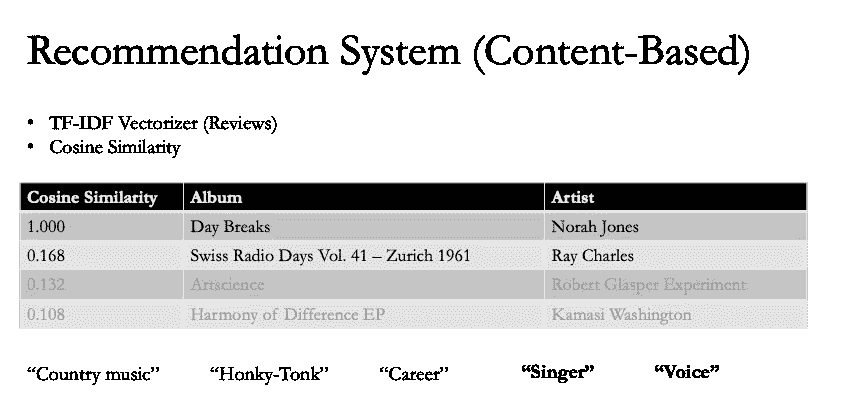 Recommendation System (Content-Based)
• TF-IDF Vectorizer (Reviews)
• Cosine Similarity
Cosine Similarity Album Artist
1.000 Day Breaks Norah Jones
0.168 Swiss Radio Days Vol. 41 – Zurich 1961 Ray Charles
0.132 Artscience Robert Glasper Experiment
0.108 Harmony of Difference EP Kamasi Washington
“Country music” “Honky-Tonk” “Career” “Singer” “Voice”